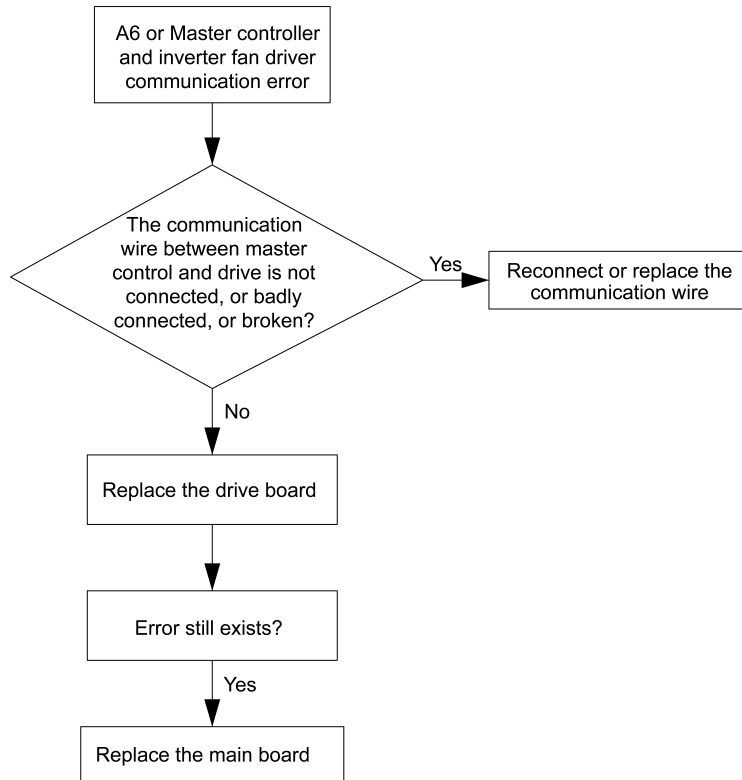 A6 or Master controller
and inverter fan driver
communication error
The communication
wire between master
control and drive is not
connected, or badly
connected, or broken?
Yes
Reconnect or replace the
communication wire
No
Replace the drive board
Error still exists?
Yes
Replace the main board